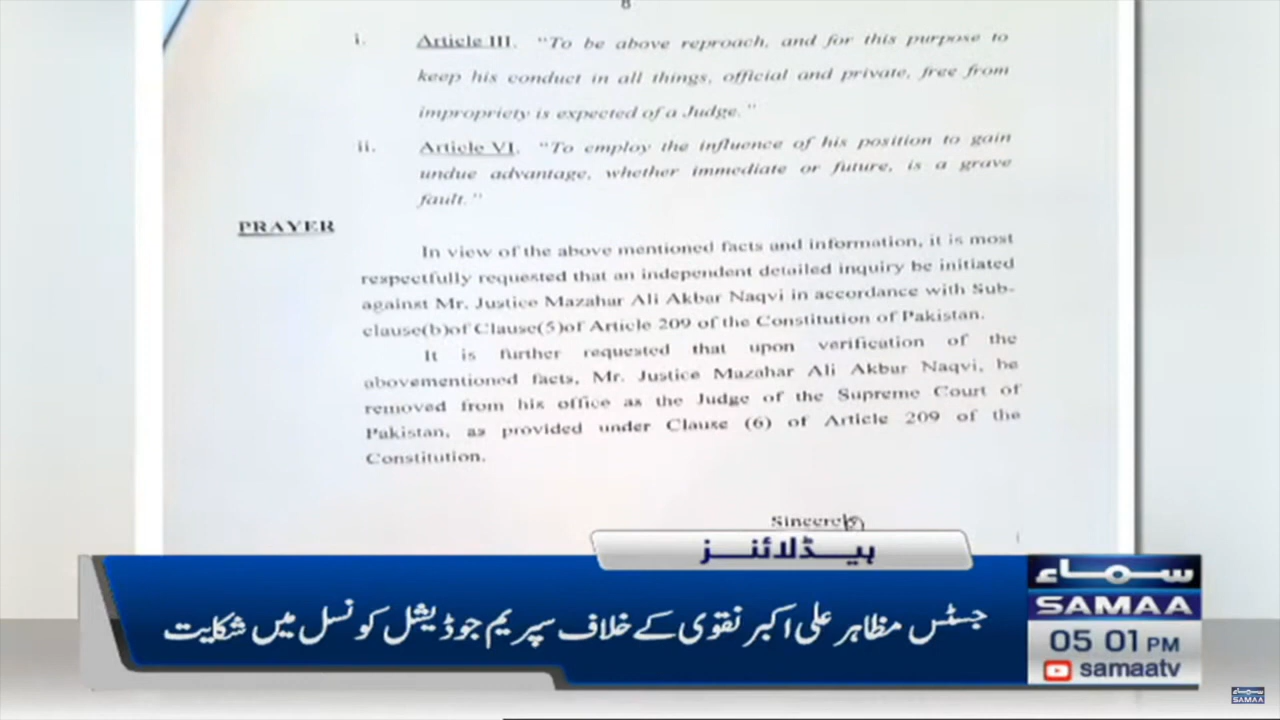 8
i. Article III. "To be above reproach, and for this purpose to
keep his conduct in all things, official and private, free from
impropriety is expected of a Judge."
ii. Article VI. "To employ the influence of his position to gain
undue advantage, whether immediate or future, is a grave
fault."
PRAYER
In view of the above mentioned facts and information, it is most
respectfully requested that an independent detailed inquiry be initiated
against Mr. Justice Mazahar Ali Akbar Naqvi in accordance with Sub-
clause(b)of Clause(5)of Article 209 of the Constitution of Pakistan.
It is further requested that upon verification of the
abovementioned facts, Mr. Justice Mazahar Ali Akbar Naqvi, be
removed from his office as the Judge of the Supreme Court of
Pakistan, as provided under Clause (6) of Article 209 of the
Constitution.
Sincerely
ہیڈلائنز
جسٹس مظاہر علی اکبر نقوی کے خلاف سپریم جوڈیشل کونسل میں شکایت
سماء
SAMAA
05 01 PM
samaatv
سماء
SAMAA